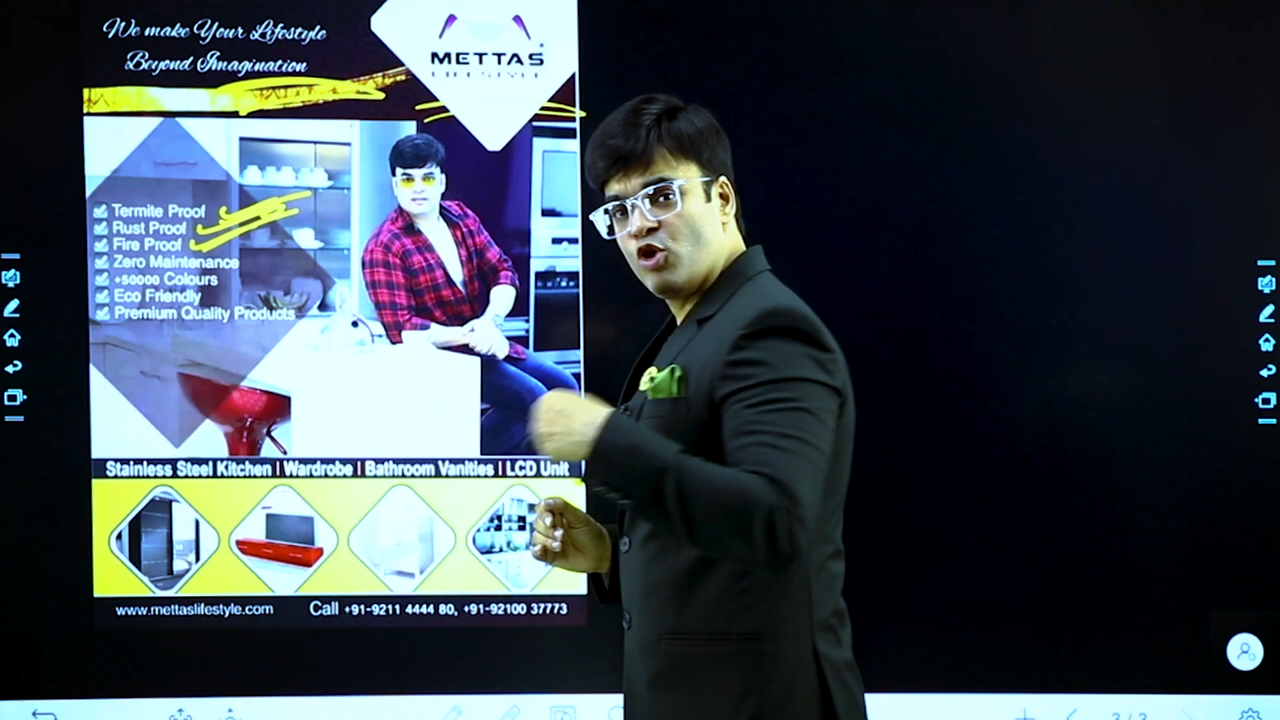 We make Your Lifestyle
Beyond Imagination
METTAS
LIFESTYLE
Termite Proof
Rust Proof
Fire Proof
Zero Maintenance
+50000 Colours
Eco Friendly
Premium Quality Products
Stainless Steel Kitchen | Wardrobe | Bathroom Vanities | LCD Unit |
www.mettaslifestyle.com Call +91-9211 4444 80, +91-92100 37773